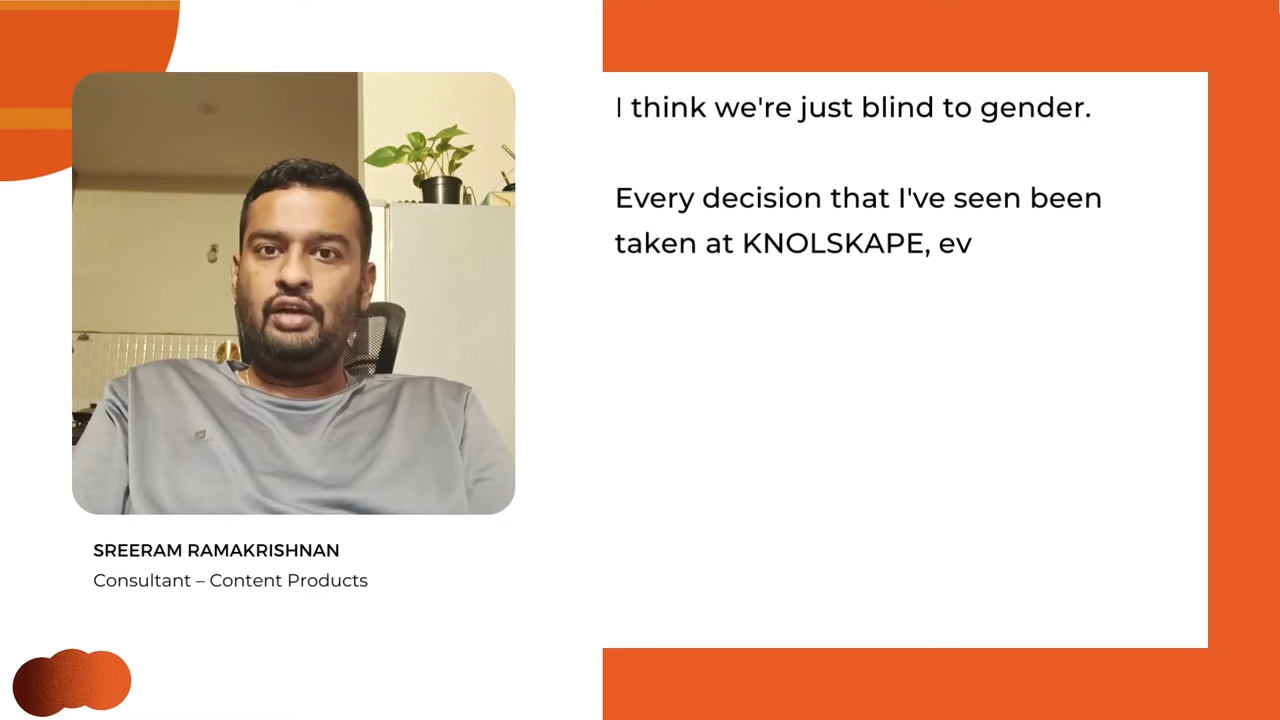 I think we're just blind to gender.
Every decision that I've seen been
taken at KNOLSKAPE, ev
SREERAM RAMAKRISHNAN
Consultant – Content Products